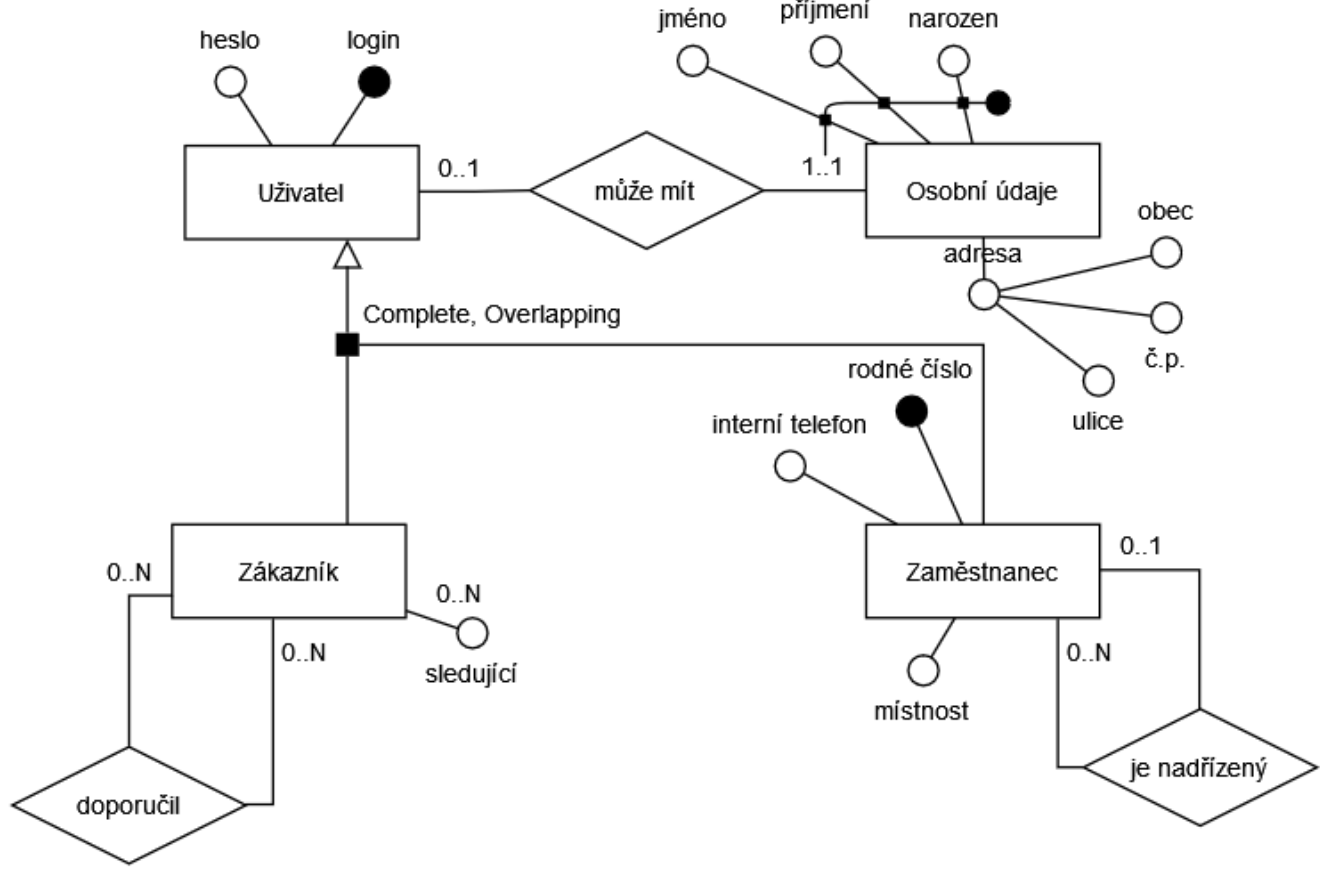 jméno
příjmení
narozen
heslo
login
0..1
1..1
Uživatel
může mít
Osobní údaje
obec
adresa
Complete, Overlapping
č.p.
rodné číslo
ulice
interní telefon
0..1
0..N
Zákazník
0..N
Zaměstnanec
0..N
0..N
sledující
místnost
je nadřízený
doporučil